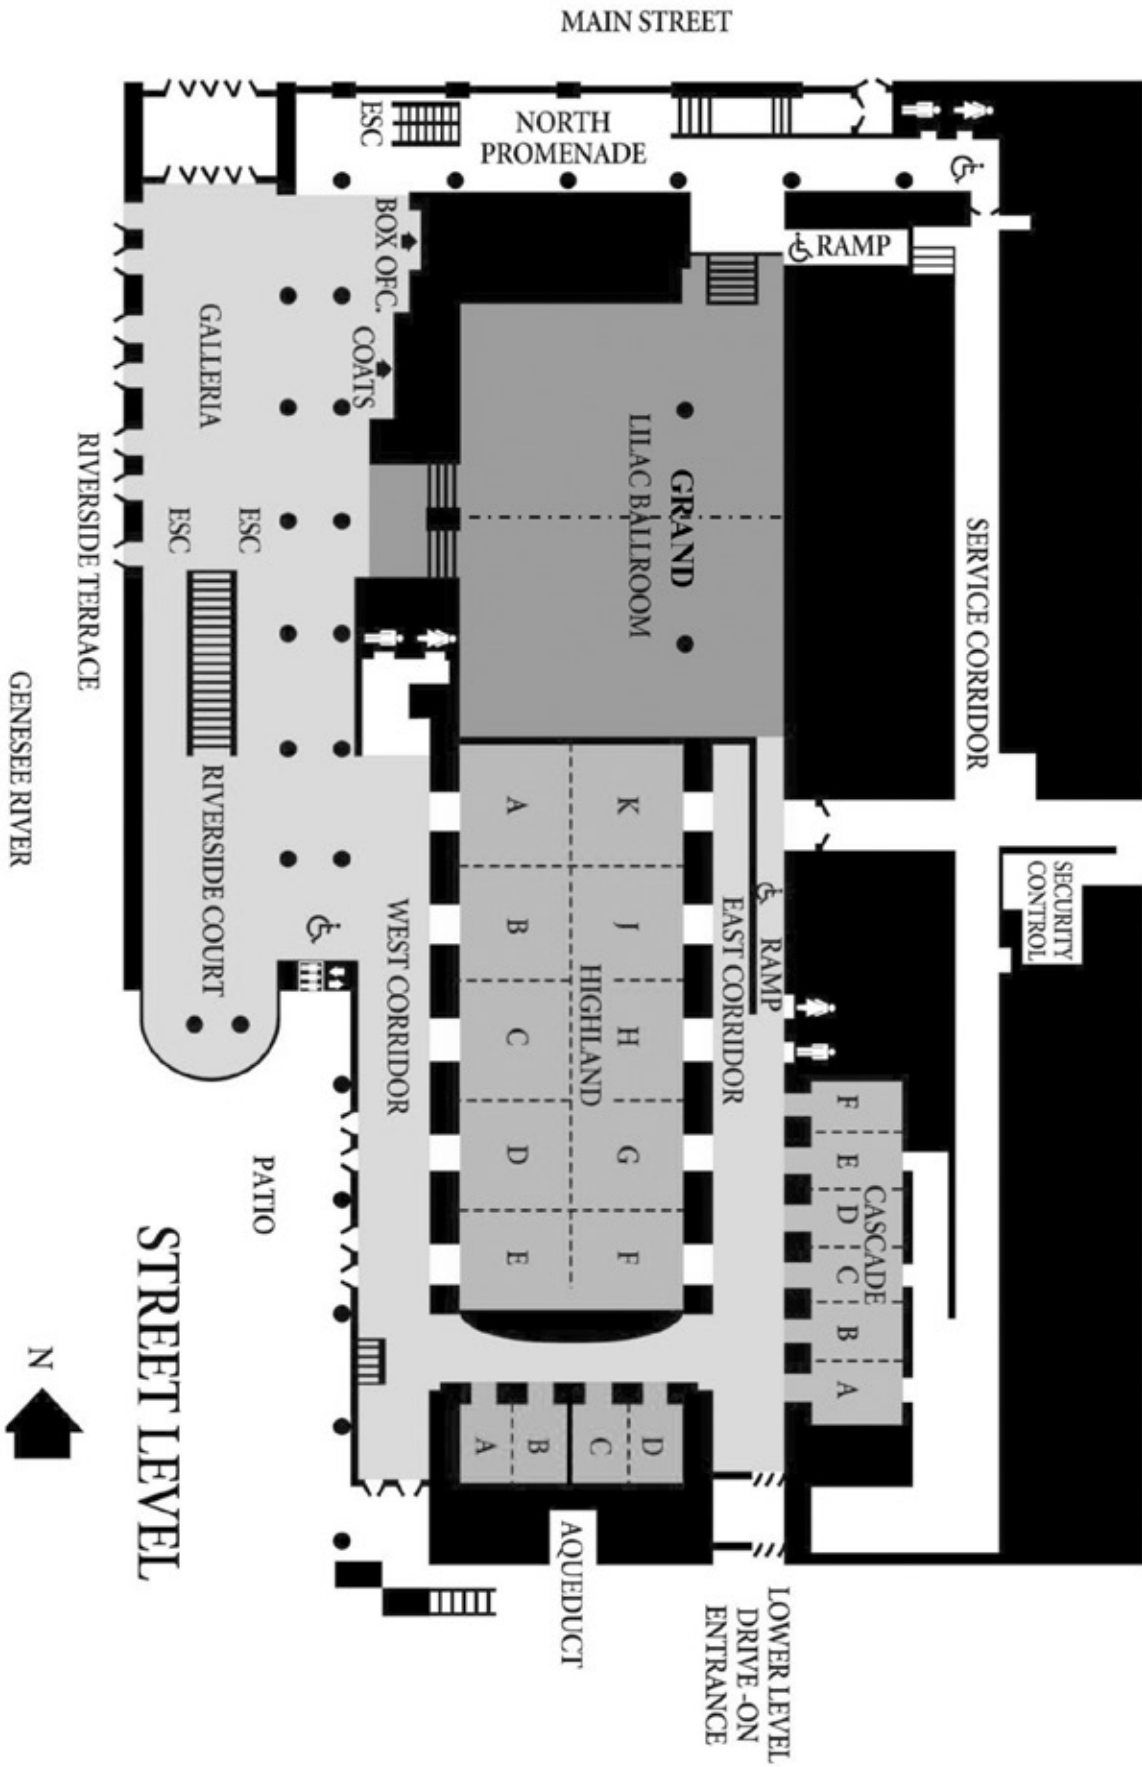 MAIN STREET
ESC
NORTH
PROMENADE
BOX OFC.
RAMP
COATS
GALLERIA
GRAND
LILAC BALLROOM
RIVERSIDE TERRACE
ESC
ESC
SERVICE CORRIDOR
GENESEE RIVER
RIVERSIDE COURT
WEST CORRIDOR
A
B
C
D
E
HIGHLAND
K
J
H
G
F
EAST CORRIDOR
RAMP
SECURITY
CONTROL
CASCADE
F
E
D
C
B
A
PATIO
STREET LEVEL
N
A
B
C
D
AQUEDUCT
LOWER LEVEL
DRIVE-ON
ENTRANCE